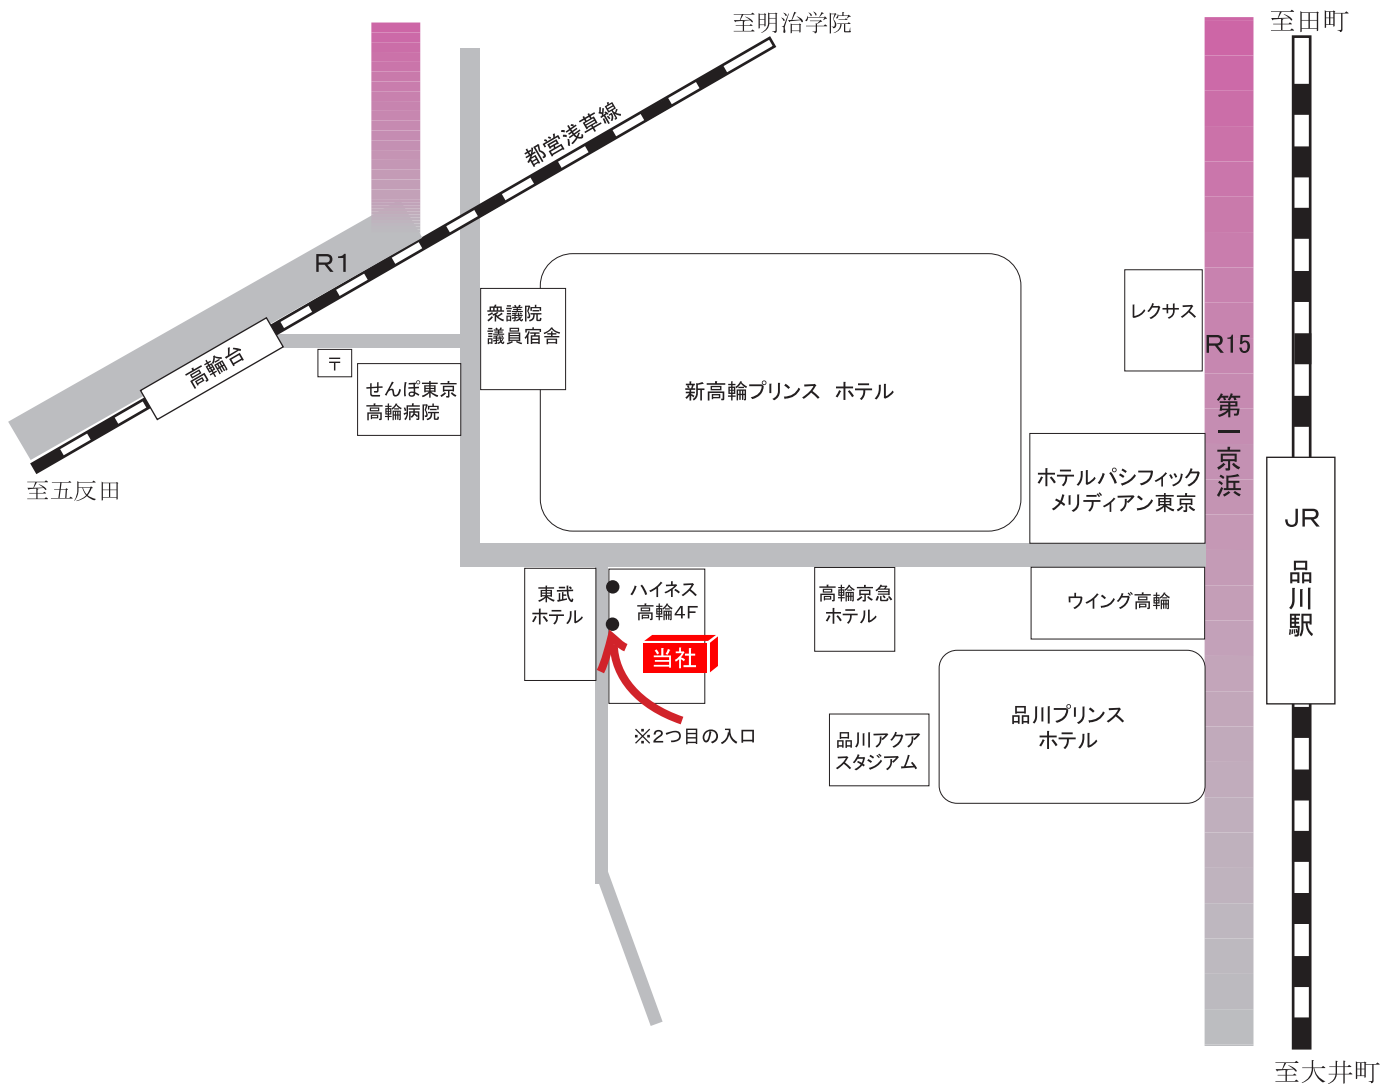 至明治学院
至田町
都営浅草線
R1
衆議院
議員宿舎
レクサス
R15
高輪台
〒
せんぽ東京
高輪病院
新高輪プリンス ホテル
第一京浜
ホテルパシフィック
メリディアン東京
至五反田
JR 品川駅
東武
ホテル
ハイネス
高輪4F
当社
高輪京急
ホテル
ウイング高輪
※2つ目の入口
品川アクア
スタジアム
品川プリンス
ホテル
至大井町